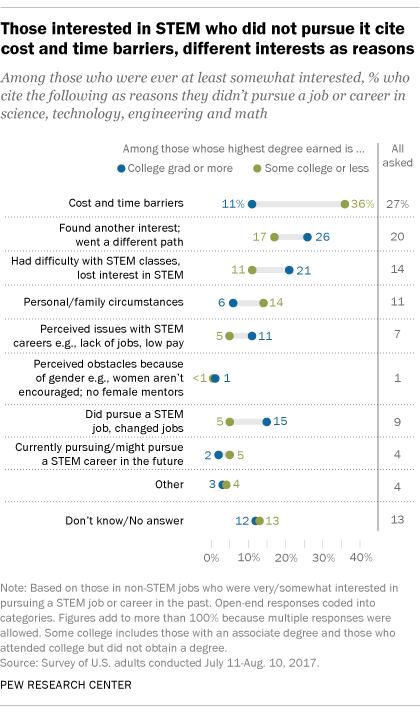 Those interested in STEM who did not pursue it cite
cost and time barriers, different interests as reasons
Among those who were ever at least somewhat interested, % who
cite the following as reasons they didn't pursue a job or career in
science, technology, engineering and math
Among those whose highest degree earned is ...
College grad or more
Some college or less
All
asked
Cost and time barriers 11% 36% 27%
Found another interest;
went a different path 17 26 20
Had difficulty with STEM classes,
lost interest in STEM 11 21 14
Personal/family circumstances 6 14 11
Perceived issues with STEM
careers e.g., lack of jobs, low pay 5 11 7
Perceived obstacles because
of gender e.g., women aren't
encouraged; no female mentors <1 1 1
Did pursue a STEM
job, changed jobs 5 15 9
Currently pursuing/might pursue
a STEM career in the future 2 5 4
Other 3 4 4
Don't know/No answer 12 13 13
0% 10% 20% 30% 40%
Note: Based on those in non-STEM jobs who were very/somewhat interested in
pursuing a STEM job or career in the past. Open-end responses coded into
categories. Figures add to more than 100% because multiple responses were
allowed. Some college includes those with an associate degree and those who
attended college but did not obtain a degree.
Source: Survey of U.S. adults conducted July 11-Aug. 10, 2017.
PEW RESEARCH CENTER